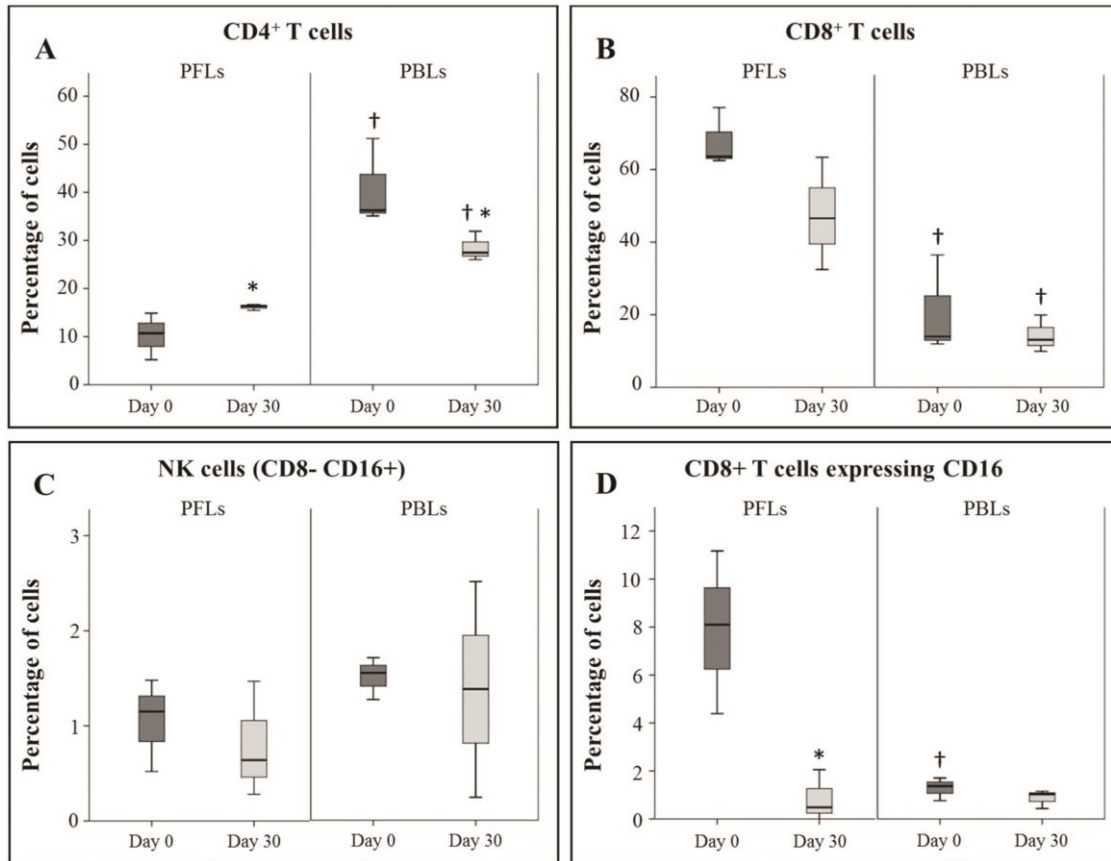 A
CD4⁺ T cells
PFLs PBLs
Percentage of cells
60
50
40
30
20
10
0
†
† *
*
Day 0 Day 30 Day 0 Day 30
B
CD8⁺ T cells
PFLs PBLs
Percentage of cells
80
60
40
20
0
†
†
Day 0 Day 30 Day 0 Day 30
C
NK cells (CD8- CD16+)
PFLs PBLs
Percentage of cells
3
2
1
0
Day 0 Day 30 Day 0 Day 30
D
CD8+ T cells expressing CD16
PFLs PBLs
Percentage of cells
12
10
8
6
4
2
0
* †
Day 0 Day 30 Day 0 Day 30